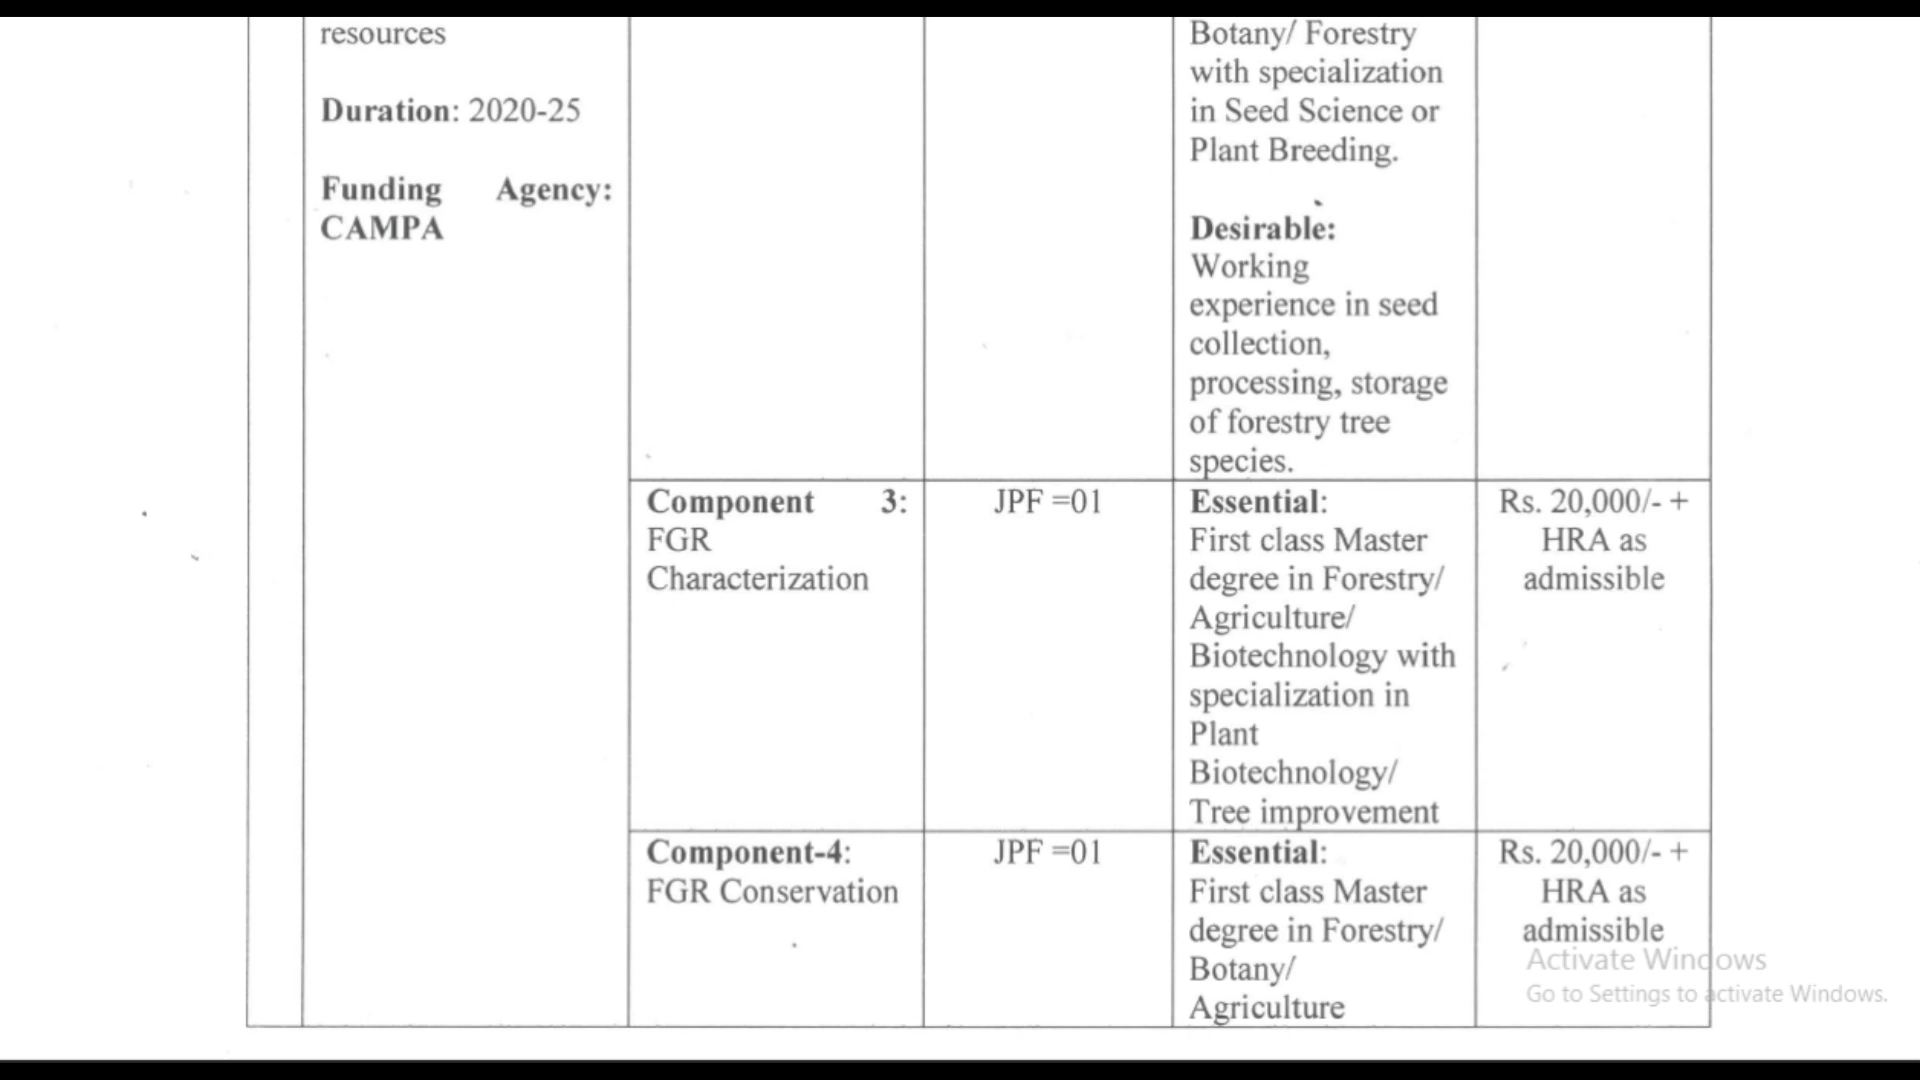 resources
Duration: 2020-25
Funding Agency:
CAMPA
Botany/ Forestry
with specialization
in Seed Science or
Plant Breeding.
Desirable:
Working
experience in seed
collection,
processing, storage
of forestry tree
species.
Component 3:
FGR
Characterization
JPF =01
Essential:
First class Master
degree in Forestry/
Agriculture/
Biotechnology with
specialization in
Plant
Biotechnology/
Tree improvement
Rs. 20,000/- +
HRA as
admissible
Component-4:
FGR Conservation
JPF =01
Essential:
First class Master
degree in Forestry/
Botany/
Agriculture
Rs. 20,000/- +
HRA as
admissible
Activate Windows
Go to Settings to activate Windows.